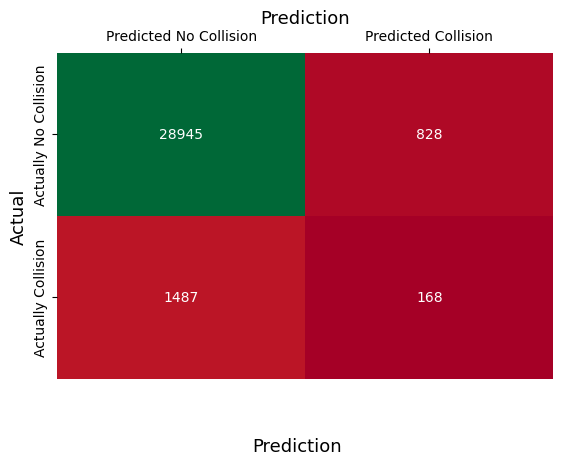 Prediction
Predicted No Collision Predicted Collision
Actual
Actually No Collision
28945 828
Actually Collision
1487 168
Prediction